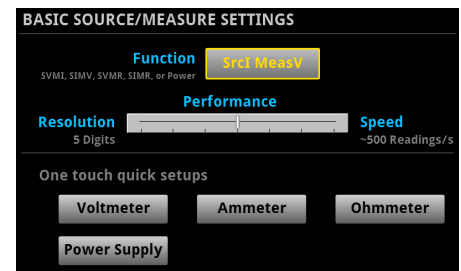 BASIC SOURCE/MEASURE SETTINGS
Function
SVMI, SIMV, SVMR, SIMR, or Power
SrcI MeasV
Performance
Resolution
5 Digits
Speed
~500 Readings/s
One touch quick setups
Voltmeter
Ammeter
Ohmmeter
Power Supply